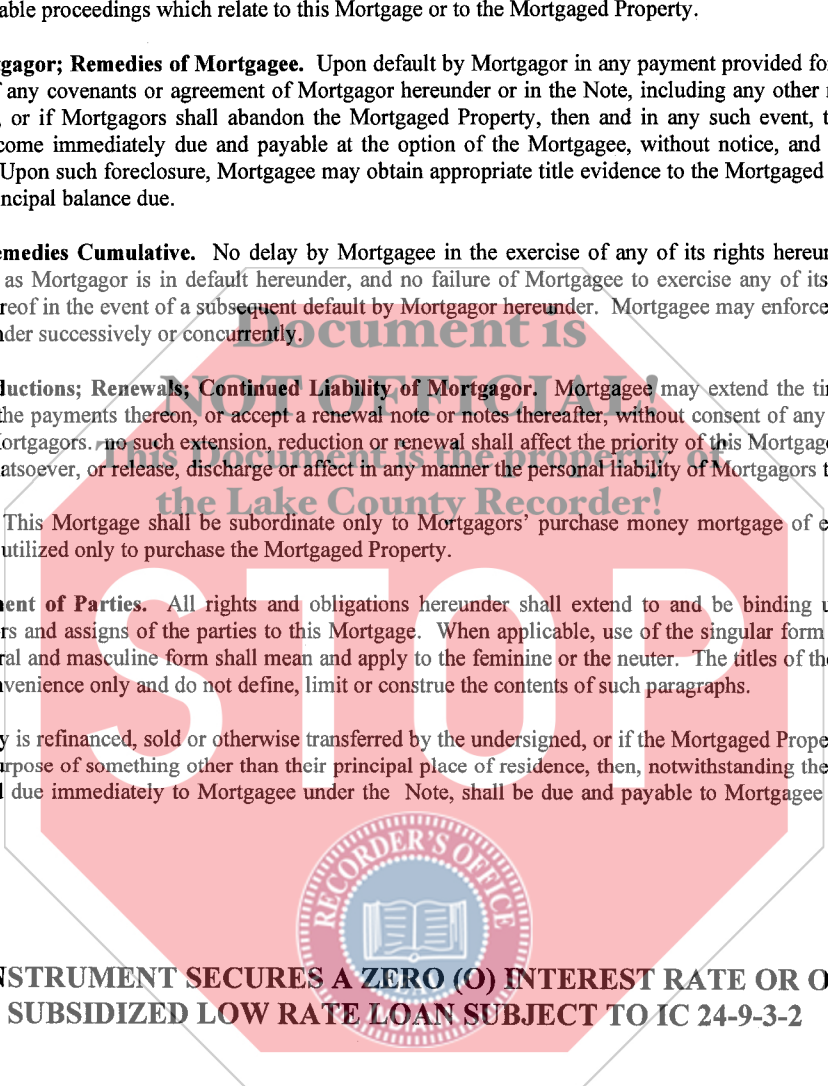 able proceedings which relate to this Mortgage or to the Mortgaged Property.
gagor; Remedies of Mortgagee. Upon default by Mortgagor in any payment provided fo
any covenants or agreement of Mortgagor hereunder or in the Note, including any other
, or if Mortgagors shall abandon the Mortgaged Property, then and in any such event, t
come immediately due and payable at the option of the Mortgagee, without notice, and
Upon such foreclosure, Mortgagee may obtain appropriate title evidence to the Mortgaged
ncipal balance due.
emedies Cumulative. No delay by Mortgagee in the exercise of any of its rights hereun
as Mortgagor is in default hereunder, and no failure of Mortgagee to exercise any of its
reof in the event of a subsequent default by Mortgagor hereunder. Mortgagee may enforce
nder successively or concurrently.
Document is
ductions; Renewals; Continued Liability of Mortgagor. Mortgagee may extend the ti
NOT OFFICIAL!
the payments thereon, or accept a renewal note or notes thereafter, without consent of any
ortgagors. no such extension, reduction or renewal shall affect the priority of this Mortgage
This Document is the property of
atsoever, or release, discharge or affect in any manner the personal liability of Mortgagors t
the Lake County Recorder!
This Mortgage shall be subordinate only to Mortgagors' purchase money mortgage of e
utilized only to purchase the Mortgaged Property.
STOP
ent of Parties. All rights and obligations hereunder shall extend to and be binding u
rs and assigns of the parties to this Mortgage. When applicable, use of the singular form
ral and masculine form shall mean and apply to the feminine or the neuter. The titles of th
nvenience only and do not define, limit or construe the contents of such paragraphs.
y is refinanced, sold or otherwise transferred by the undersigned, or if the Mortgaged Prope
urpose of something other than their principal place of residence, then, notwithstanding the
d due immediately to Mortgagee under the Note, shall be due and payable to Mortgagee
RECORDER'S OFFICE
NSTRUMENT SECURES A ZERO (O) INTEREST RATE OR O
SUBSIDIZED LOW RATE LOAN SUBJECT TO IC 24-9-3-2